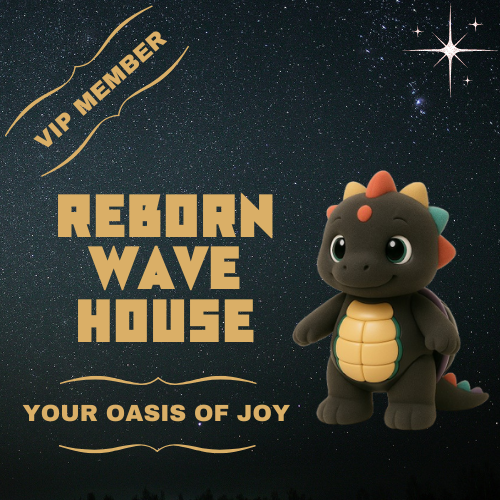 VIP MEMBER
REBORN
WAVE
HOUSE
YOUR OASIS OF JOY